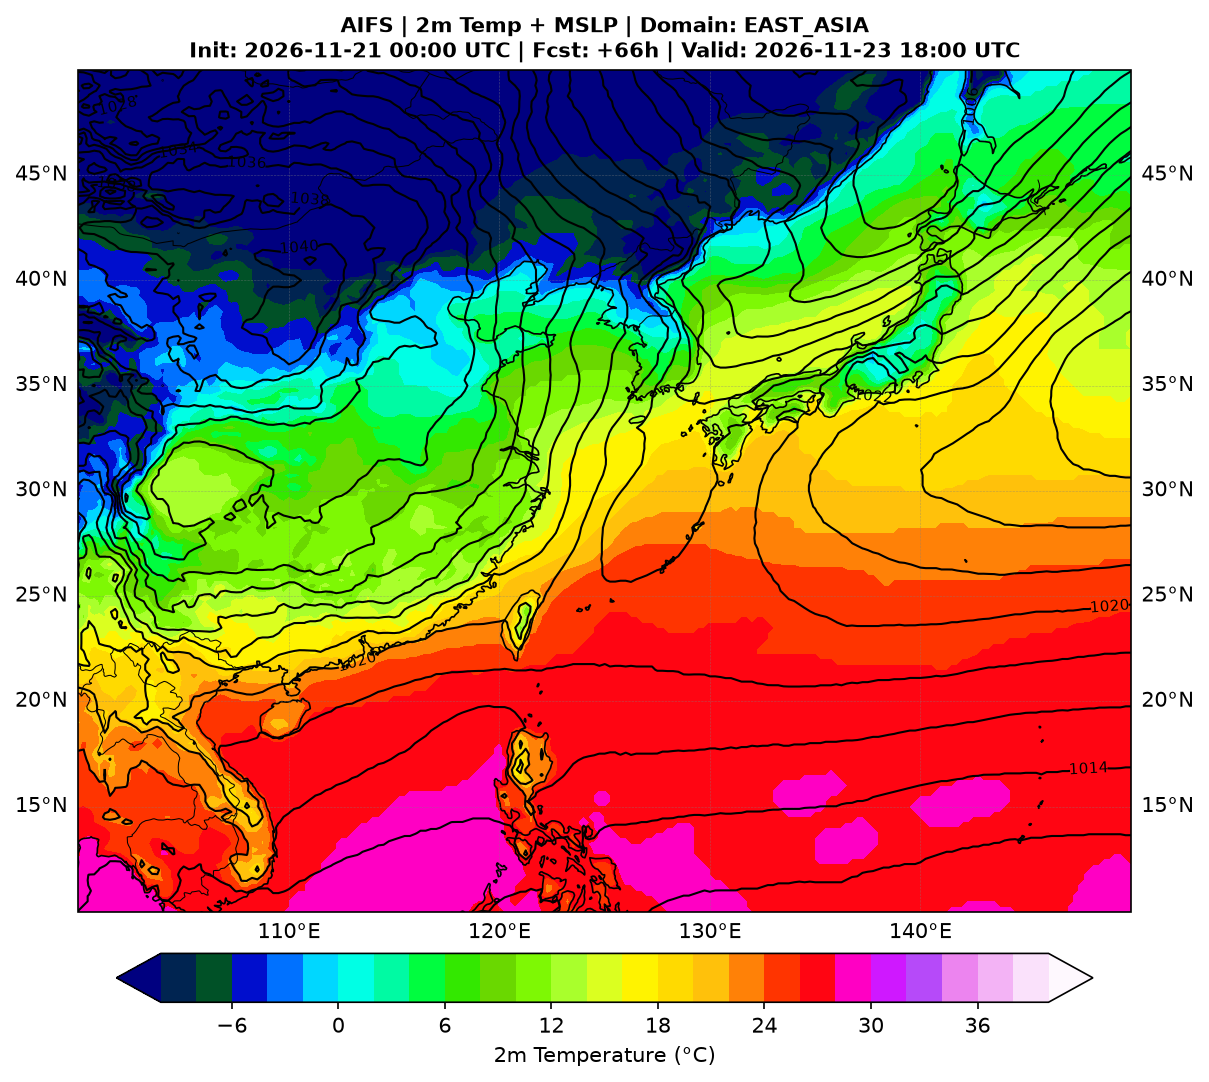 AIFS | 2m Temp + MSLP | Domain: EAST_ASIA
Init: 2026-11-21 00:00 UTC | Fcst: +66h | Valid: 2026-11-23 18:00 UTC
1036
1040
45°N 45°N
40°N 40°N
35°N 35°N
1022
30°N 30°N
25°N 25°N
1020
1020
20°N 20°N
1014
15°N 15°N
110°E 120°E 130°E 140°E
−6 0 6 12 18 24 30 36
2m Temperature (°C)